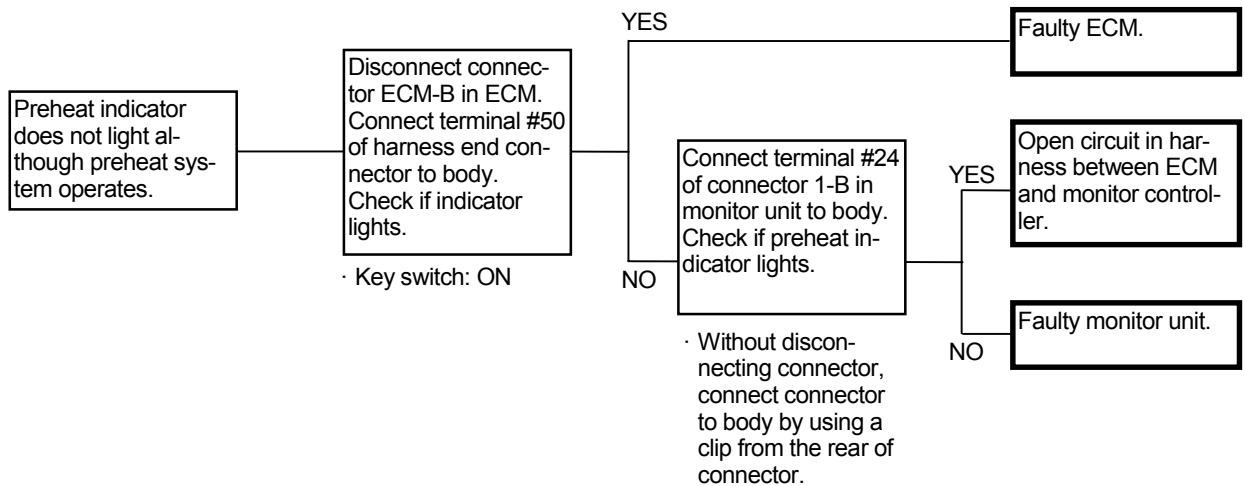 Preheat indicator
does not light al-
though preheat sys-
tem operates.
Disconnect connec-
tor ECM-B in ECM.
Connect terminal #50
of harness end con-
nector to body.
Check if indicator
lights.
· Key switch: ON
YES
NO
Connect terminal #24
of connector 1-B in
monitor unit to body.
Check if preheat in-
dicator lights.
· Without discon-
necting connector,
connect connector
to body by using a
clip from the rear of
connector.
YES
NO
Faulty ECM.
Open circuit in har-
ness between ECM
and monitor control-
ler.
Faulty monitor unit.